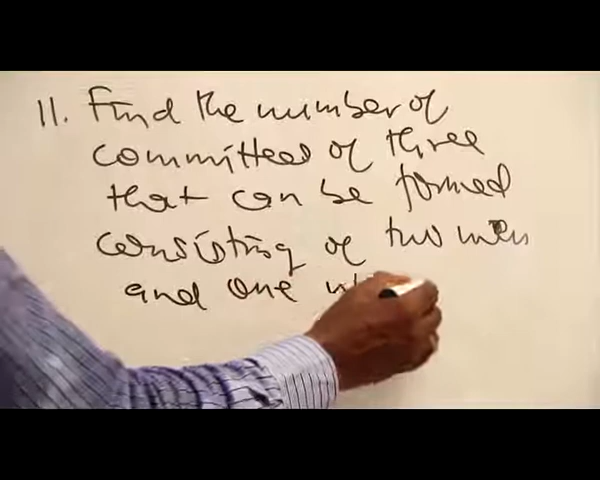 11. Find the number of
committees of three
that can be formed
consisting of two men
and one